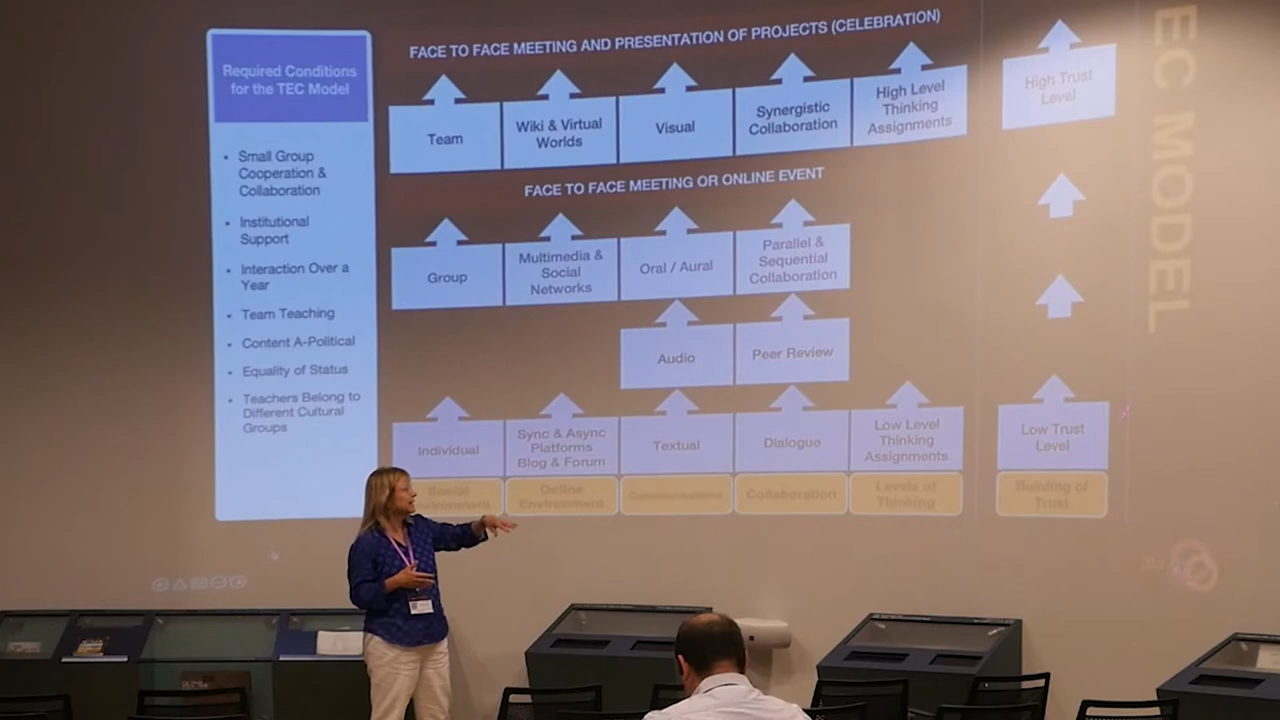 Required Conditions
for the TEC Model
• Small Group
Cooperation &
Collaboration
• Institutional
Support
• Interaction Over a
Year
• Team Teaching
• Content A-Political
• Equality of Status
• Teachers Belong to
Different Cultural
Groups
FACE TO FACE MEETING AND PRESENTATION OF PROJECTS (CELEBRATION)
Team
Wiki & Virtual
Worlds
Visual
Synergistic
Collaboration
High Level
Thinking
Assignments
High Trust
Level
FACE TO FACE MEETING OR ONLINE EVENT
Group
Multimedia &
Social
Networks
Oral / Aural
Parallel &
Sequential
Collaboration
Audio
Peer Review
Individual
Sync & Async
Platforms
Blog & Forum
Textual
Dialogue
Low Level
Thinking
Assignments
Low Trust
Level
Social
Online
Environment
Collaboration
Levels of
Thinking
Building of
Trust
EC MODEL